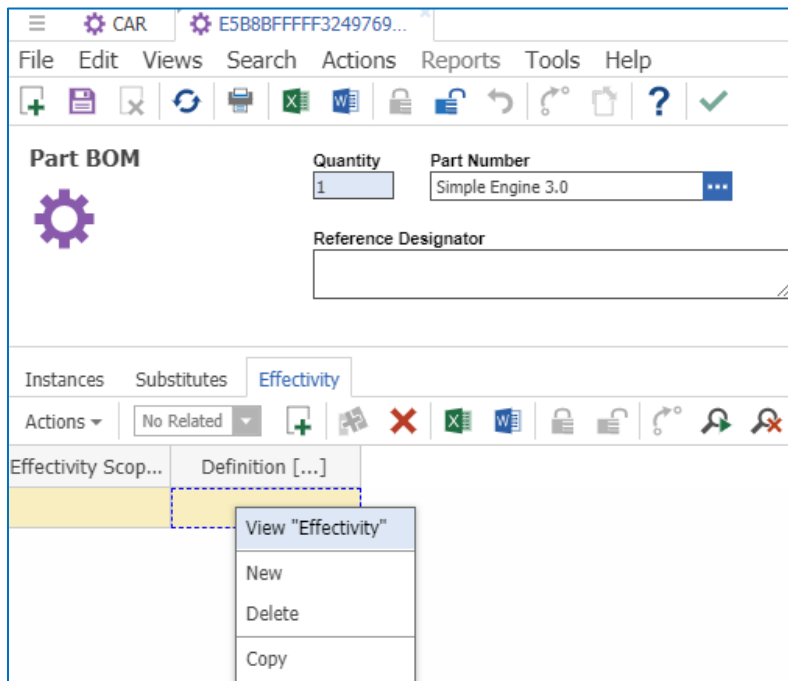 CAR E5B8BFFFFF3249769...
File Edit Views Search Actions Reports Tools Help
Part BOM
Quantity Part Number
1 Simple Engine 3.0
Reference Designator
Instances Substitutes Effectivity
Actions No Related
Effectivity Scop... Definition [...]
View "Effectivity"
New
Delete
Copy